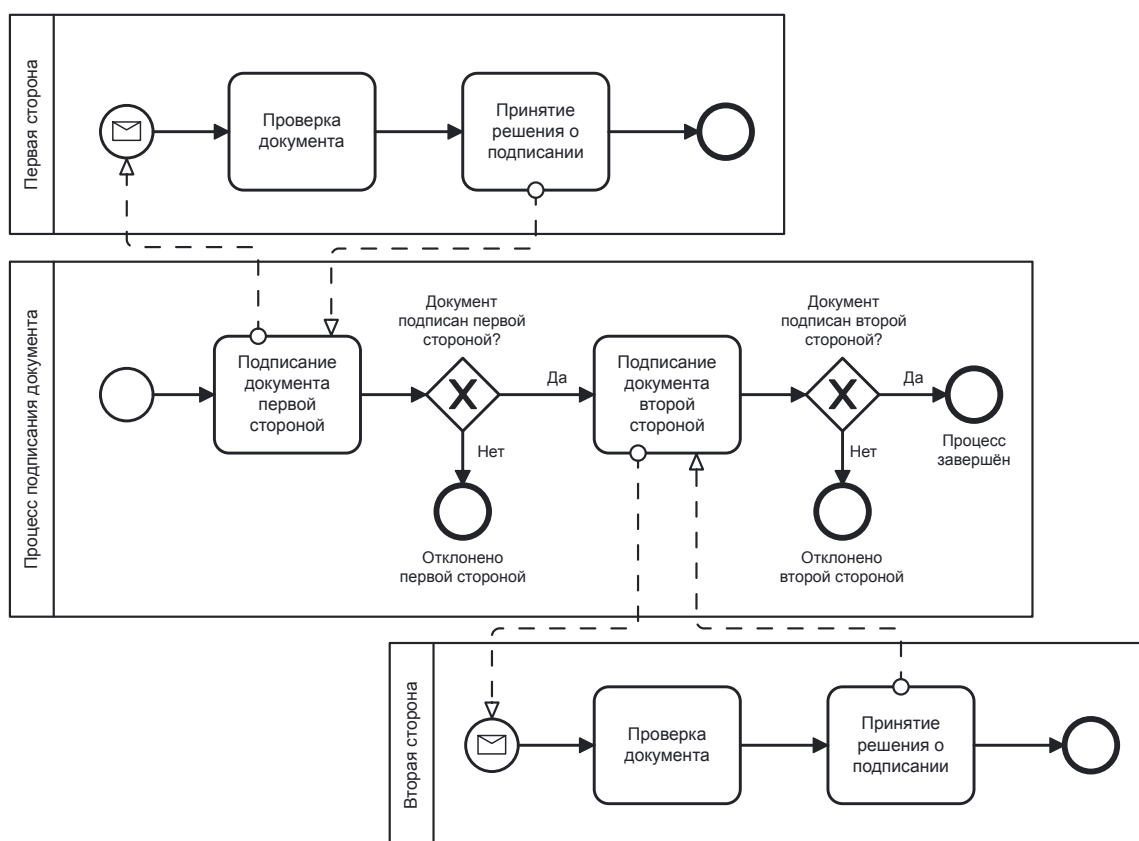 Первая сторона
Проверка
документа
Принятие
решения о
подписании
Процесс подписания документа
Подписание
документа
первой
стороной
Документ
подписан первой
стороной?
Да
Нет
Отклонено
первой стороной
Подписание
документа
второй
стороной
Документ
подписан второй
стороной?
Да
Нет
Процесс
завершён
Отклонено
второй стороной
Вторая сторона
Проверка
документа
Принятие
решения о
подписании